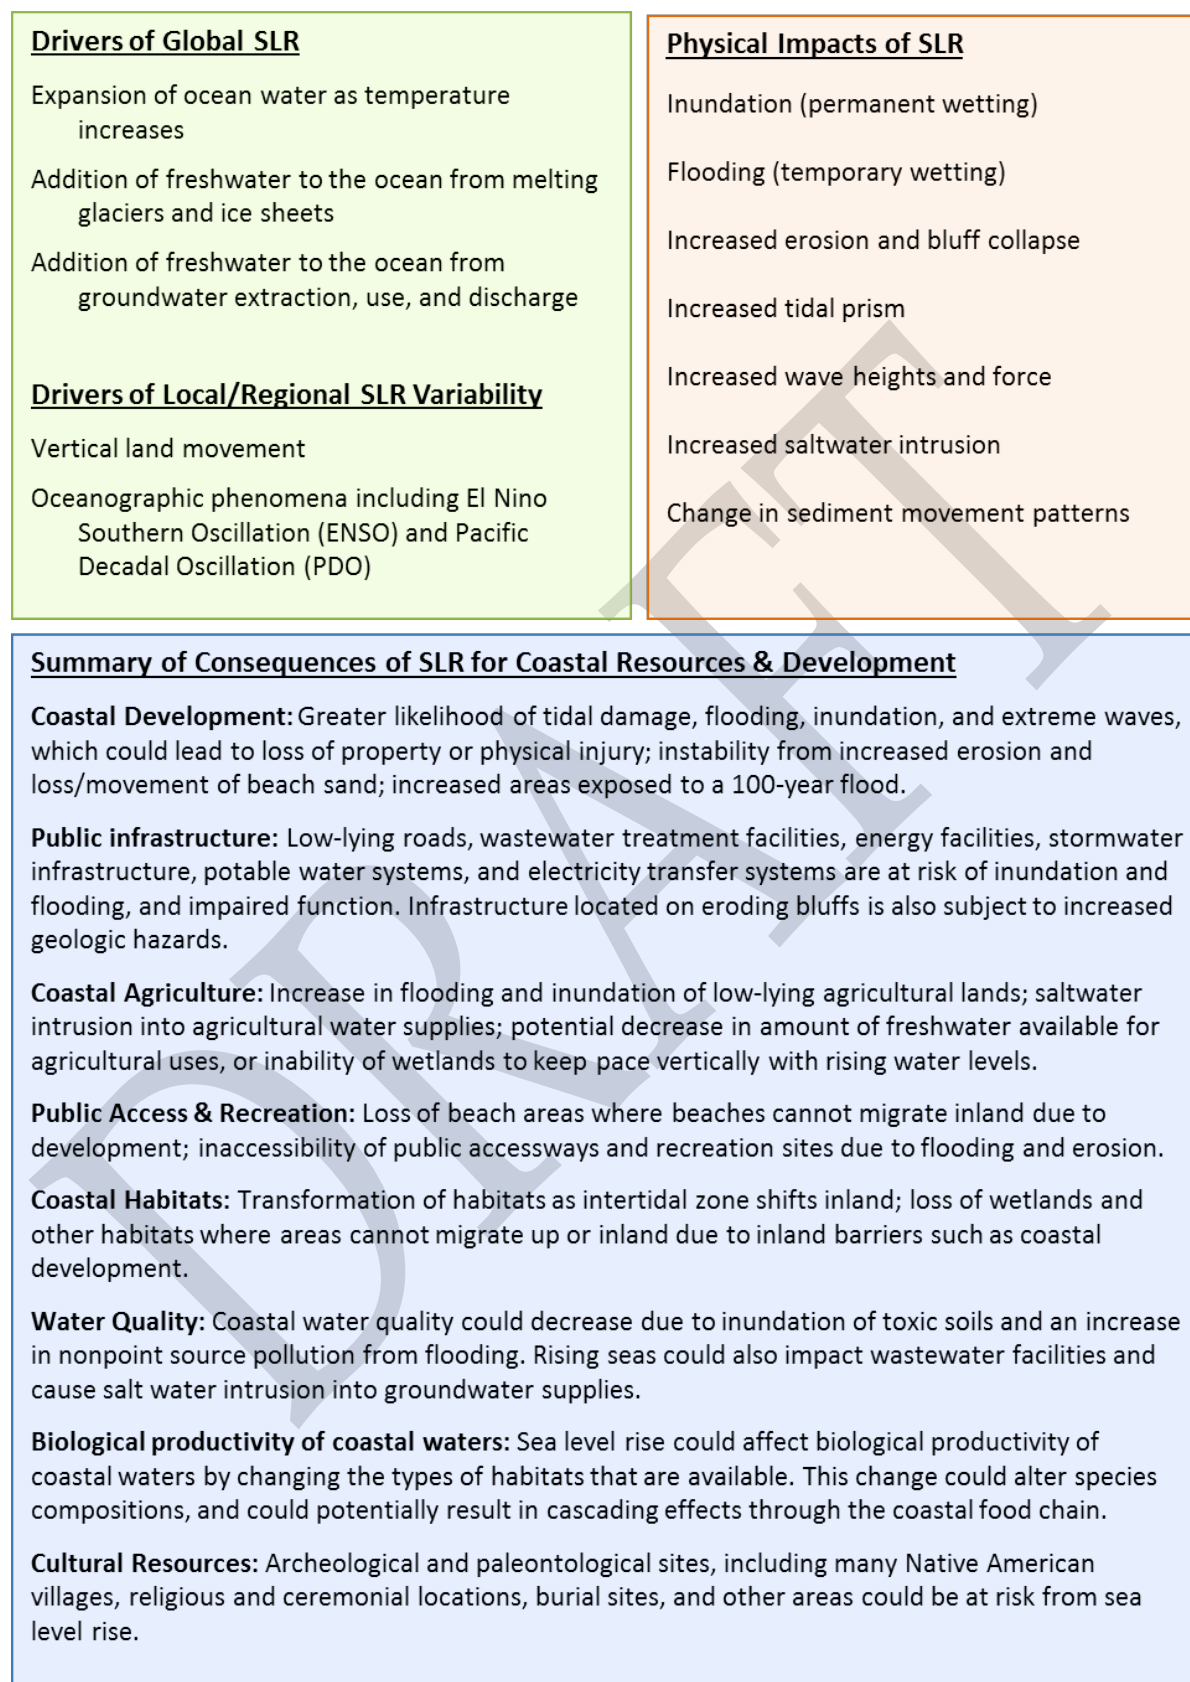 Drivers of Global SLR
Expansion of ocean water as temperature
increases
Addition of freshwater to the ocean from melting
glaciers and ice sheets
Addition of freshwater to the ocean from
groundwater extraction, use, and discharge
Drivers of Local/Regional SLR Variability
Vertical land movement
Oceanographic phenomena including El Nino
Southern Oscillation (ENSO) and Pacific
Decadal Oscillation (PDO)
Physical Impacts of SLR
Inundation (permanent wetting)
Flooding (temporary wetting)
Increased erosion and bluff collapse
Increased tidal prism
Increased wave heights and force
Increased saltwater intrusion
Change in sediment movement patterns
Summary of Consequences of SLR for Coastal Resources & Development
Coastal Development: Greater likelihood of tidal damage, flooding, inundation, and extreme waves,
which could lead to loss of property or physical injury; instability from increased erosion and
loss/movement of beach sand; increased areas exposed to a 100-year flood.
Public infrastructure: Low-lying roads, wastewater treatment facilities, energy facilities, stormwater
infrastructure, potable water systems, and electricity transfer systems are at risk of inundation and
flooding, and impaired function. Infrastructure located on eroding bluffs is also subject to increased
geologic hazards.
Coastal Agriculture: Increase in flooding and inundation of low-lying agricultural lands; saltwater
intrusion into agricultural water supplies; potential decrease in amount of freshwater available for
agricultural uses, or inability of wetlands to keep pace vertically with rising water levels.
Public Access & Recreation: Loss of beach areas where beaches cannot migrate inland due to
development; inaccessibility of public accessways and recreation sites due to flooding and erosion.
Coastal Habitats: Transformation of habitats as intertidal zone shifts inland; loss of wetlands and
other habitats where areas cannot migrate up or inland due to inland barriers such as coastal
development.
Water Quality: Coastal water quality could decrease due to inundation of toxic soils and an increase
in nonpoint source pollution from flooding. Rising seas could also impact wastewater facilities and
cause salt water intrusion into groundwater supplies.
Biological productivity of coastal waters: Sea level rise could affect biological productivity of
coastal waters by changing the types of habitats that are available. This change could alter species
compositions, and could potentially result in cascading effects through the coastal food chain.
Cultural Resources: Archeological and paleontological sites, including many Native American
villages, religious and ceremonial locations, burial sites, and other areas could be at risk from sea
level rise.
DRAFT